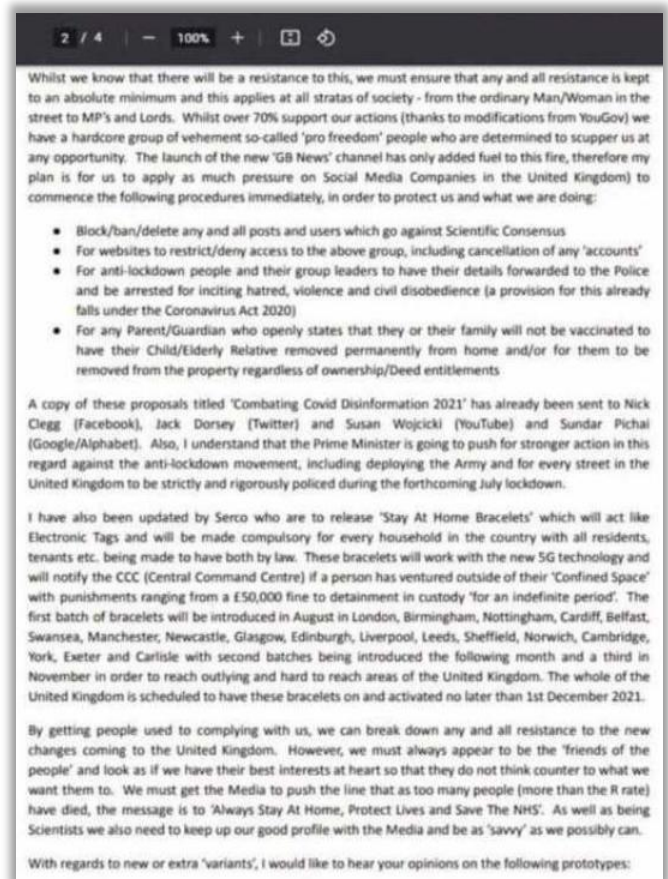 2 / 4 | − 100% +
Whilst we know that there will be a resistance to this, we must ensure that any and all resistance is kept
to an absolute minimum and this applies at all stratas of society - from the ordinary Man/Woman in the
street to MP's and Lords. Whilst over 70% support our actions (thanks to modifications from YouGov) we
have a hardcore group of vehement so-called 'pro freedom' people who are determined to scupper us at
any opportunity. The launch of the new 'GB News' channel has only added fuel to this fire, therefore my
plan is for us to apply as much pressure on Social Media Companies in the United Kingdom) to
commence the following procedures immediately, in order to protect us and what we are doing:
• Block/ban/delete any and all posts and users which go against Scientific Consensus
• For websites to restrict/deny access to the above group, including cancellation of any 'accounts'
• For anti-lockdown people and their group leaders to have their details forwarded to the Police
and be arrested for inciting hatred, violence and civil disobedience (a provision for this already
falls under the Coronavirus Act 2020)
• For any Parent/Guardian who openly states that they or their family will not be vaccinated to
have their Child/Elderly Relative removed permanently from home and/or for them to be
removed from the property regardless of ownership/Deed entitlements
A copy of these proposals titled 'Combating Covid Disinformation 2021' has already been sent to Nick
Clegg (Facebook), Jack Dorsey (Twitter) and Susan Wojcicki (YouTube) and Sundar Pichai
(Google/Alphabet). Also, I understand that the Prime Minister is going to push for stronger action in this
regard against the anti-lockdown movement, including deploying the Army and for every street in the
United Kingdom to be strictly and rigorously policed during the forthcoming July lockdown.
I have also been updated by Serco who are to release 'Stay At Home Bracelets' which will act like
Electronic Tags and will be made compulsory for every household in the country with all residents,
tenants etc. being made to have both by law. These bracelets will work with the new 5G technology and
will notify the CCC (Central Command Centre) if a person has ventured outside of their 'Confined Space'
with punishments ranging from a £50,000 fine to detainment in custody 'for an indefinite period'. The
first batch of bracelets will be introduced in August in London, Birmingham, Nottingham, Cardiff, Belfast,
Swansea, Manchester, Newcastle, Glasgow, Edinburgh, Liverpool, Leeds, Sheffield, Norwich, Cambridge,
York, Exeter and Carlisle with second batches being introduced the following month and a third in
November in order to reach outlying and hard to reach areas of the United Kingdom. The whole of the
United Kingdom is scheduled to have these bracelets on and activated no later than 1st December 2021.
By getting people used to complying with us, we can break down any and all resistance to the new
changes coming to the United Kingdom. However, we must always appear to be the 'friends of the
people' and look as if we have their best interests at heart so that they do not think counter to what we
want them to. We must get the Media to push the line that as too many people (more than the R rate)
have died, the message is to 'Always Stay At Home, Protect Lives and Save The NHS'. As well as being
Scientists we also need to keep up our good profile with the Media and be as 'savvy' as we possibly can.
With regards to new or extra 'variants', I would like to hear your opinions on the following prototypes: